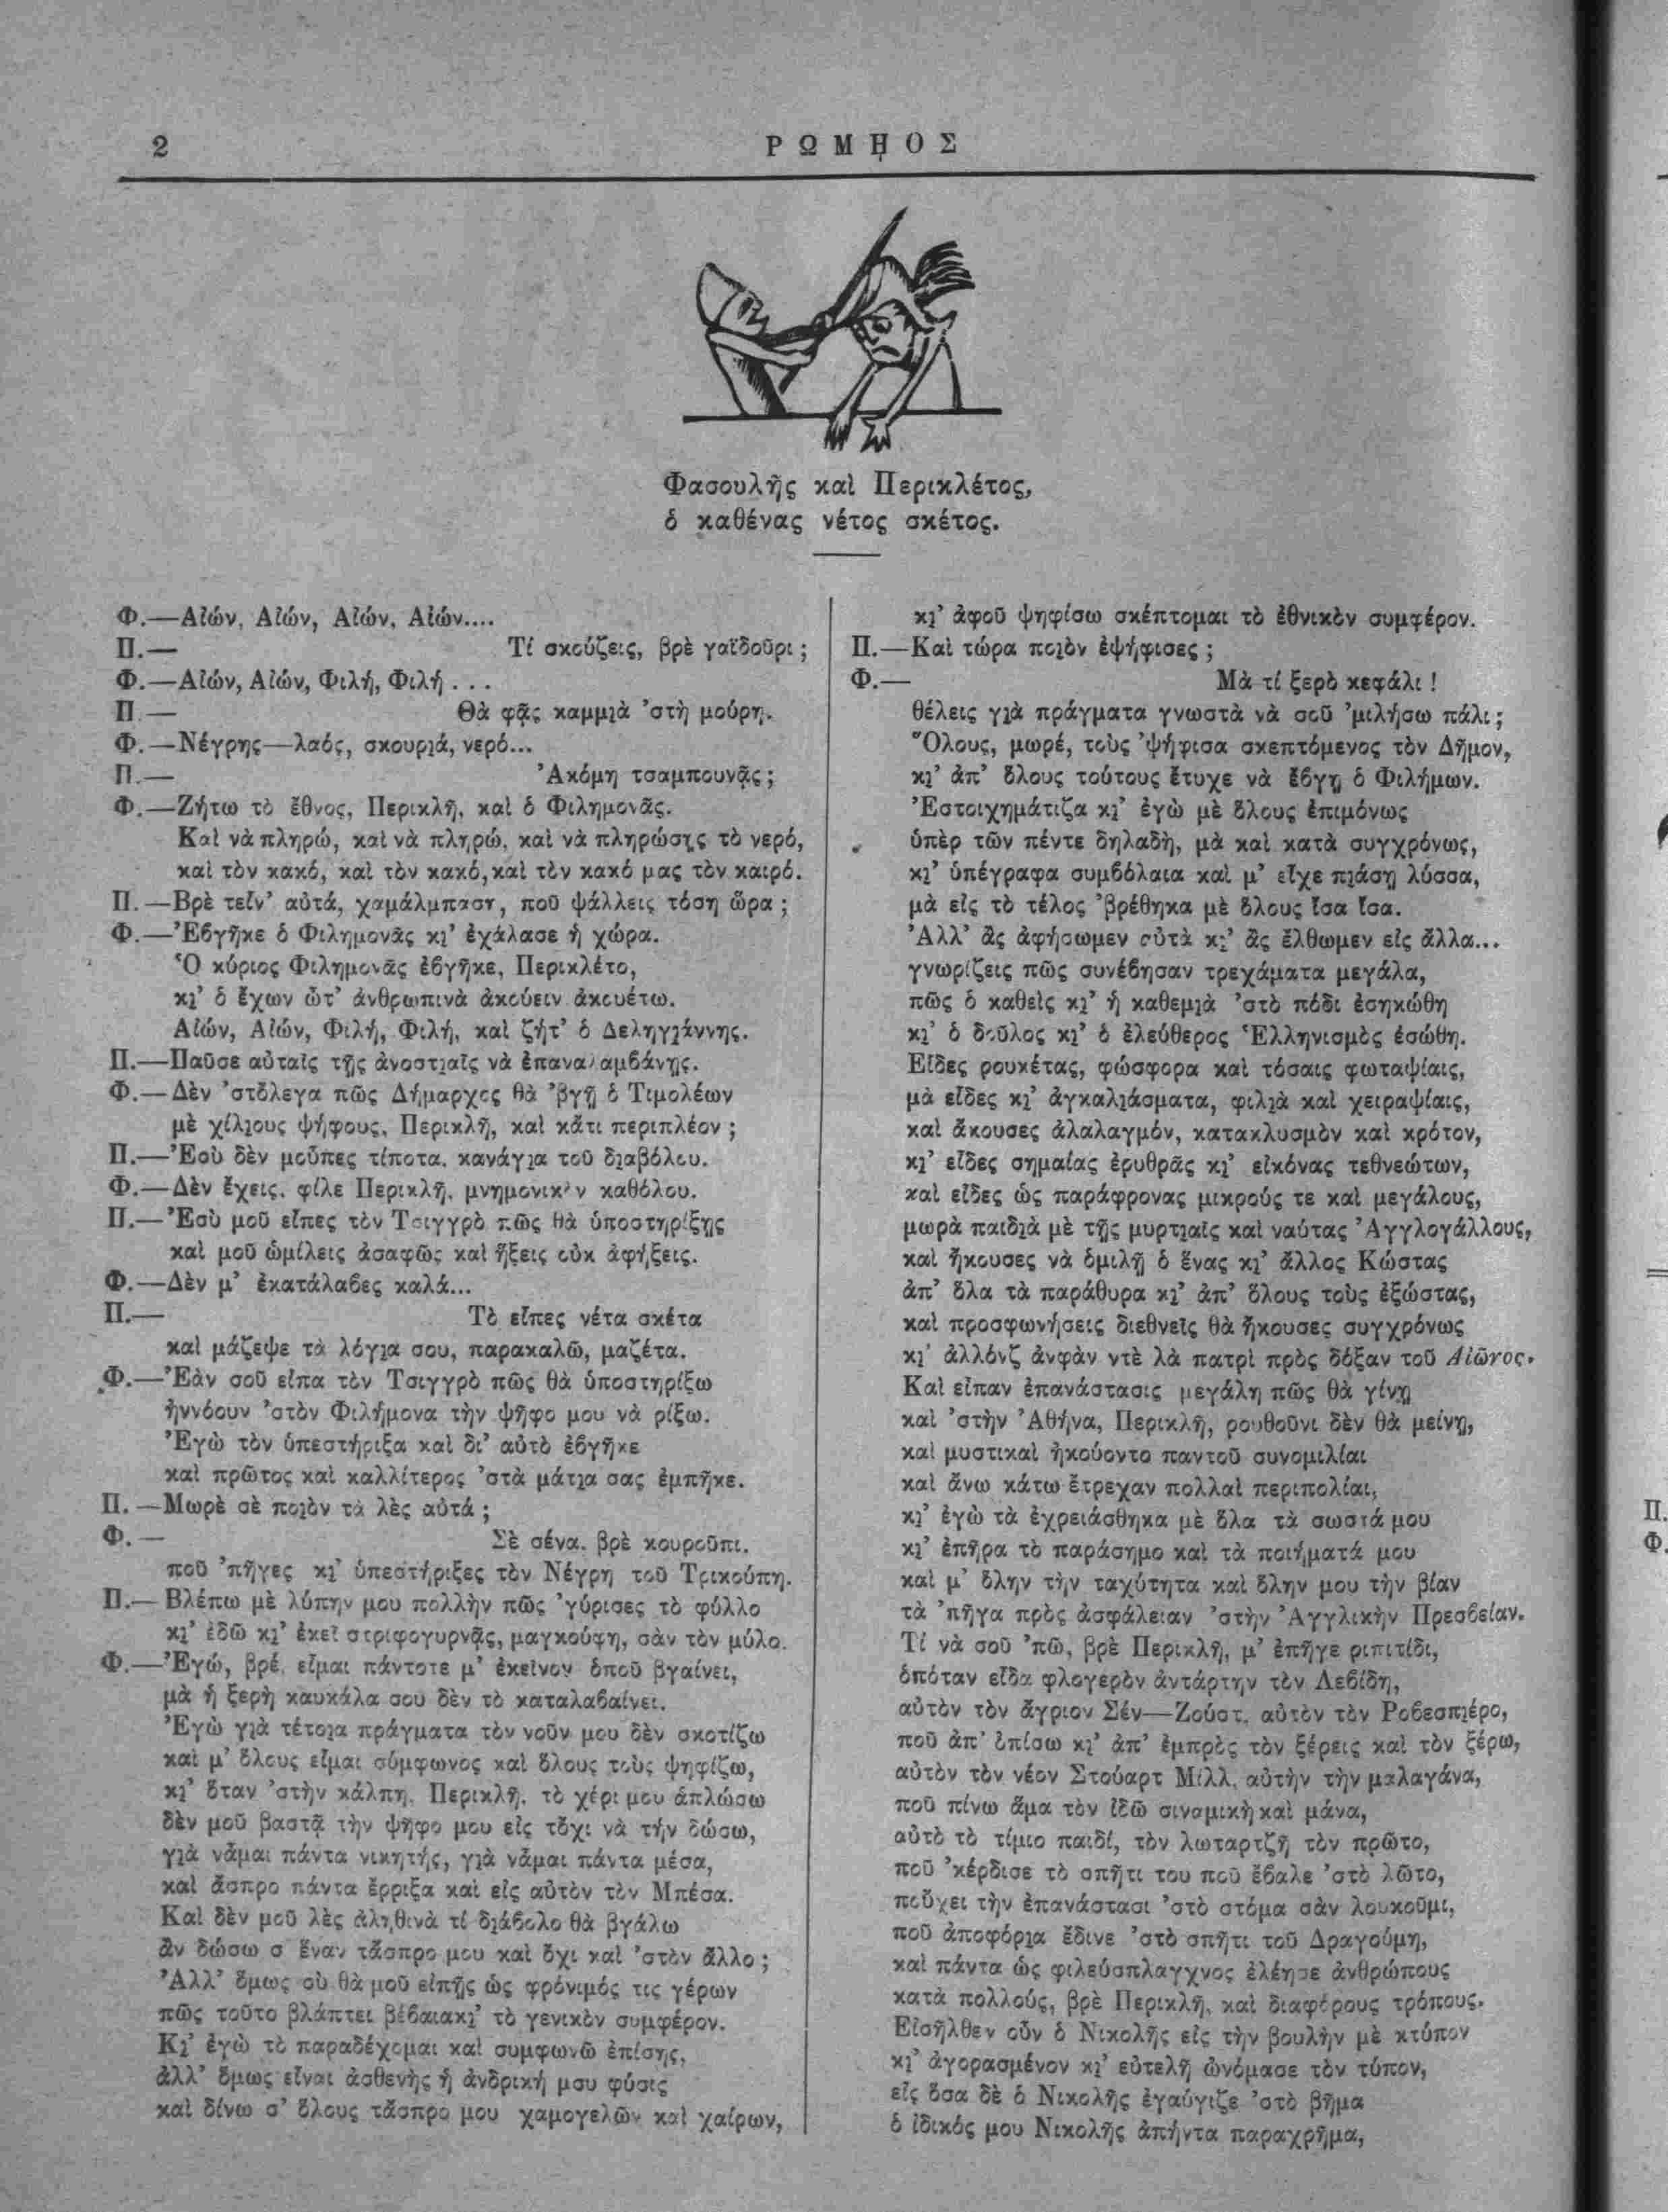 2
ΡΩΜῌΟΣ
Φασουλῆς καὶ Περικλέτος,
ὁ καθένας νέτος σκέτος.
Φ.—Αἰών, Αἰών, Αἰών, Αἰών....
Π.— Τί σκούζεις, βρὲ γαϊδοῦρι ;
Φ.—Αἰών, Αἰών, Φιλή, Φιλή . . .
Π.— Θὰ φᾷς καμμιὰ 'στὴ μούρη.
Φ.—Νέγρης—λαός, σκουριά, νερό...
Π.— Ἀκόμη τσαμπουνᾷς ;
Φ.—Ζήτω τὸ ἔθνος, Περικλῆ, καὶ ὁ Φιλημονᾶς.
Καὶ νὰ πληρώ, καὶ νὰ πληρώ, καὶ νὰ πληρώσῃς τὸ νερό,
καὶ τὸν κακό, καὶ τὸν κακό, καὶ τὸν κακό μας τὸν καιρό.
Π.—Βρὲ τεῖν' αὐτά, χαμάλμπαση, ποῦ ψάλλεις τόση ὥρα ;
Φ.—Ἐβγῆκε ὁ Φιλημονᾶς κι' ἐχάλασε ἡ χώρα.
Ὁ κύριος Φιλημονᾶς ἐβγῆκε, Περικλέτο,
κι' ὁ ἔχων ὦτ' ἀνθρωπινὰ ἀκούειν ἀκουέτω.
Αἰών, Αἰών, Φιλή, Φιλή, καὶ ζήτ' ὁ Δεληγιάννης.
Π.—Παῦσε αὐταῖς τῇς ἀνοστιαῖς νὰ ἐπαναλαμβάνῃς.
Φ.—Δὲν 'στὄλεγα πῶς Δήμαρχος θὰ 'βγῇ ὁ Τιμολέων
μὲ χίλιους ψήφους, Περικλῆ, καὶ κἄτι περιπλέον ;
Π.—Ἐσὺ δὲν μοὖπες τίποτα, κανάγια τοῦ διαβόλου.
Φ.—Δὲν ἔχεις, φίλε Περικλῆ, μνημονικὸν καθόλου.
Π.—Ἐσὺ μοῦ εἶπες τὸν Τσιγγρὸ πῶς θὰ ὑποστηρίξῃς
καὶ μοῦ ὡμίλεις ἀσαφῶς καὶ ἥξεις οὐκ ἀφήξεις.
Φ.—Δὲν μ' ἐκατάλαβες καλά...
Π.— Τὸ εἶπες νέτα σκέτα
καὶ μάζεψε τὰ λόγια σου, παρακαλῶ, μαζέτα.
Φ.—Ἐὰν σοῦ εἶπα τὸν Τσιγγρὸ πῶς θὰ ὑποστηρίξω
ἠννόουν 'στὸν Φιλήμονα τὴν ψῆφο μου νὰ ρίξω.
Ἐγὼ τὸν ὑπεστήριξα καὶ δι' αὐτὸ ἐβγῆκε
καὶ πρῶτος καὶ καλλίτερος 'στὰ μάτια σας ἐμπῆκε.
Π.—Μωρὲ σὲ ποιὸν τὰ λὲς αὐτά ;
Φ.— Σὲ σένα, βρὲ κουροῦπι,
ποῦ 'πῆγες κι' ὑπεστήριξες τὸν Νέγρη τοῦ Τρικούπη.
Π.—Βλέπω μὲ λύπην μου πολλὴν πῶς 'γύρισες τὸ φύλλο
κι' ἐδῶ κι' ἐκεῖ στριφογυρνᾷς, μαγκούφη, σὰν τὸν μύλο.
Φ.—Ἐγώ, βρέ, εἶμαι πάντοτε μ' ἐκεῖνον ὁποῦ βγαίνει,
μὰ ἡ ξερὴ καυκάλα σου δὲν τὸ καταλαβαίνει.
Ἐγὼ γιὰ τέτοια πράγματα τὸν νοῦν μου δὲν σκοτίζω
καὶ μ' ὅλους εἶμαι σύμφωνος καὶ ὅλους τοὺς ψηφίζω,
κι' ὅταν 'στὴν κάλπη, Περικλῆ, τὸ χέρι μου ἁπλώσω
δὲν μοῦ βαστᾷ τὴν ψῆφο μου εἰς τὄχι νὰ τήν δώσω,
γιὰ νἆμαι πάντα νικητής, γιὰ νἆμαι πάντα μέσα,
καὶ ἄσπρο πάντα ἔρριξα καὶ εἰς αὐτὸν τὸν Μπέσα.
Καὶ δὲν μοῦ λὲς ἀληθινὰ τί διάβολο θὰ βγάλω
ἂν δώσω σ' ἕναν τἄσπρο μου καὶ ὄχι καὶ 'στὸν ἄλλο ;
Ἀλλ' ὅμως σὺ θὰ μοῦ εἰπῇς ὡς φρόνιμός τις γέρων
πῶς τοῦτο βλάπτει βέβαια κι' τὸ γενικὸν συμφέρον.
Κι' ἐγὼ τὸ παραδέχομαι καὶ συμφωνῶ ἐπίσης,
ἀλλ' ὅμως εἶναι ἀσθενὴς ἡ ἀνδρική μου φύσις
καὶ δίνω σ' ὅλους τἄσπρο μου χαμογελῶν καὶ χαίρων,
κι' ἀφοῦ ψηφίσω σκέπτομαι τὸ ἐθνικὸν συμφέρον.
Π.—Καὶ τώρα ποιὸν ἐψήφισες ;
Φ.— Μὰ τί ξερὸ κεφάλι !
θέλεις γιὰ πράγματα γνωστὰ νὰ σοῦ 'μιλήσω πάλι ;
Ὅλους, μωρέ, τοὺς 'ψήφισα σκεπτόμενος τὸν Δῆμον,
κι' ἀπ' ὅλους τούτους ἔτυχε νὰ ἔβγῃ ὁ Φιλήμων.
Ἐστοιχημάτιζα κι' ἐγὼ μὲ ὅλους ἐπιμόνως
ὑπὲρ τῶν πέντε δηλαδὴ, μὰ καὶ κατὰ συγχρόνως,
κι' ὑπέγραφα συμβόλαια καὶ μ' εἶχε πιάσῃ λύσσα,
μὰ εἰς τὸ τέλος 'βρέθηκα μὲ ὅλους ἴσα ἴσα.
Ἀλλ' ἂς ἀφήσωμεν αὐτὰ κι' ἂς ἔλθωμεν εἰς ἄλλα...
γνωρίζεις πῶς συνέβησαν τρεχάματα μεγάλα,
πῶς ὁ καθεὶς κι' ἡ καθεμιὰ 'στὸ πόδι ἐσηκώθη
κι' ὁ δοῦλος κι' ὁ ἐλεύθερος Ἑλληνισμὸς ἐσώθη.
Εἶδες ρουκέτας, φώσφορα καὶ τόσαις φωταψίαις,
μὰ εἶδες κι' ἀγκαλιάσματα, φιλιὰ καὶ χειραψίαις,
καὶ ἄκουσες ἀλαλαγμόν, κατακλυσμὸν καὶ κρότον,
κι' εἶδες σημαίας ἐρυθρᾶς κι' εἰκόνας τεθνεώτων,
καὶ εἶδες ὡς παράφρονας μικρούς τε καὶ μεγάλους,
μωρὰ παιδιὰ μὲ τῇς μυρτιαῖς καὶ ναύτας Ἀγγλογάλλους,
καὶ ἤκουσες νὰ ὁμιλῇ ὁ ἕνας κι' ἄλλος Κώστας
ἀπ' ὅλα τὰ παράθυρα κι' ἀπ' ὅλους τοὺς ἐξώστας,
καὶ προσφωνήσεις διεθνεῖς θὰ ἤκουσες συγχρόνως
κι' ἀλλόνζ ἀνφὰν ντὲ λὰ πατρὶ πρὸς δόξαν τοῦ Αἰῶνος.
Καὶ εἶπαν ἐπανάστασις μεγάλη πῶς θὰ γίνῃ
καὶ 'στὴν Ἀθήνα, Περικλῆ, ρουθοῦνι δὲν θὰ μείνῃ,
καὶ μυστικαὶ ἠκούοντο παντοῦ συνομιλίαι
καὶ ἄνω κάτω ἔτρεχαν πολλαὶ περιπολίαι,
κι' ἐγὼ τὰ ἐχρειάσθηκα μὲ ὅλα τὰ σωστά μου
κι' ἐπῆρα τὸ παράσημο καὶ τὰ ποιήματά μου
καὶ μ' ὅλην τὴν ταχύτητα καὶ ὅλην μου τὴν βίαν
τὰ 'πῆγα πρὸς ἀσφάλειαν 'στὴν Ἀγγλικὴν Πρεσβείαν.
Τί νὰ σοῦ 'πῶ, βρὲ Περικλῆ, μ' ἐπῆγε ριπιτίδι,
ὁπόταν εἶδα φλογερὸν ἀντάρτην τὸν Λεβίδη,
αὐτὸν τὸν ἄγριον Σέν—Ζούστ, αὐτὸν τὸν Ροβεσπιέρο,
ποῦ ἀπ' ὀπίσω κι' ἀπ' ἐμπρὸς τὸν ξέρεις καὶ τὸν ξέρω,
αὐτὸν τὸν νέον Στούαρτ Μίλλ, αὐτὴν τὴν μαλαγάνα,
ποῦ πίνω ἅμα τὸν ἰδῶ σιναμικὴ καὶ μάνα,
αὐτὸ τὸ τίμιο παιδί, τὸν λωταρτζῆ τὸν πρῶτο,
ποῦ 'κέρδισε τὸ σπῆτι του ποῦ ἔβαλε 'στὸ λῶτο,
ποὖχει τὴν ἐπανάστασι 'στὸ στόμα σὰν λουκοῦμι,
ποῦ ἀποφόρια ἔδινε 'στὸ σπῆτι τοῦ Δραγούμη,
καὶ πάντα ὡς φιλεύσπλαγχνος ἐλέησε ἀνθρώπους
κατὰ πολλούς, βρὲ Περικλῆ, καὶ διαφόρους τρόπους.
Εἰσῆλθεν οὖν ὁ Νικολῆς εἰς τὴν βουλὴν μὲ κτύπον
κι' ἀγορασμένον κι' εὐτελῆ ὠνόμασε τὸν τύπον,
εἰς ὅσα δὲ ὁ Νικολῆς ἐγαύγιζε 'στὸ βῆμα
ὁ ἰδικός μου Νικολῆς ἀπήντα παραχρῆμα,
Π.
Φ.